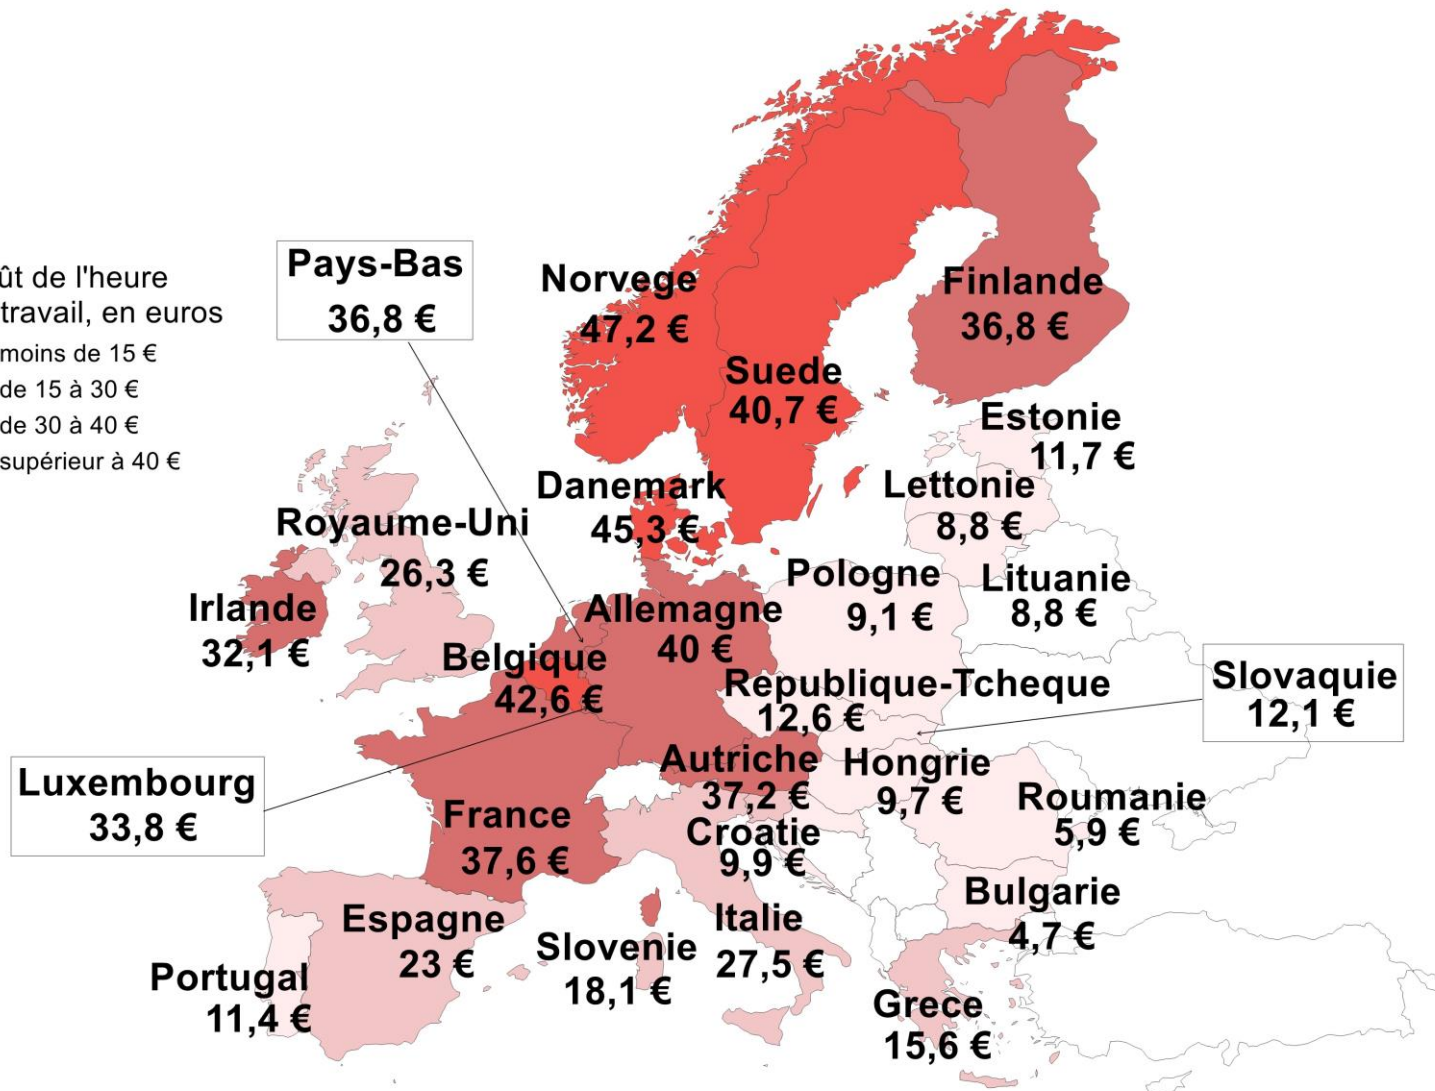 ût de l'heure
travail, en euros
moins de 15 €
de 15 à 30 €
de 30 à 40 €
supérieur à 40 €
Pays-Bas
36,8 €
Norvege
47,2 €
Finlande
36,8 €
Suede
40,7 €
Estonie
11,7 €
Danemark
45,3 €
Lettonie
8,8 €
Royaume-Uni
26,3 €
Pologne
9,1 €
Lituanie
8,8 €
Irlande
32,1 €
Allemagne
40 €
Belgique
42,6 €
Republique-Tcheque
12,6 €
Slovaquie
12,1 €
Luxembourg
33,8 €
Autriche
37,2 €
Hongrie
9,7 €
Roumanie
5,9 €
France
37,6 €
Croatie
9,9 €
Bulgarie
4,7 €
Espagne
23 €
Slovenie
18,1 €
Italie
27,5 €
Portugal
11,4 €
Grece
15,6 €